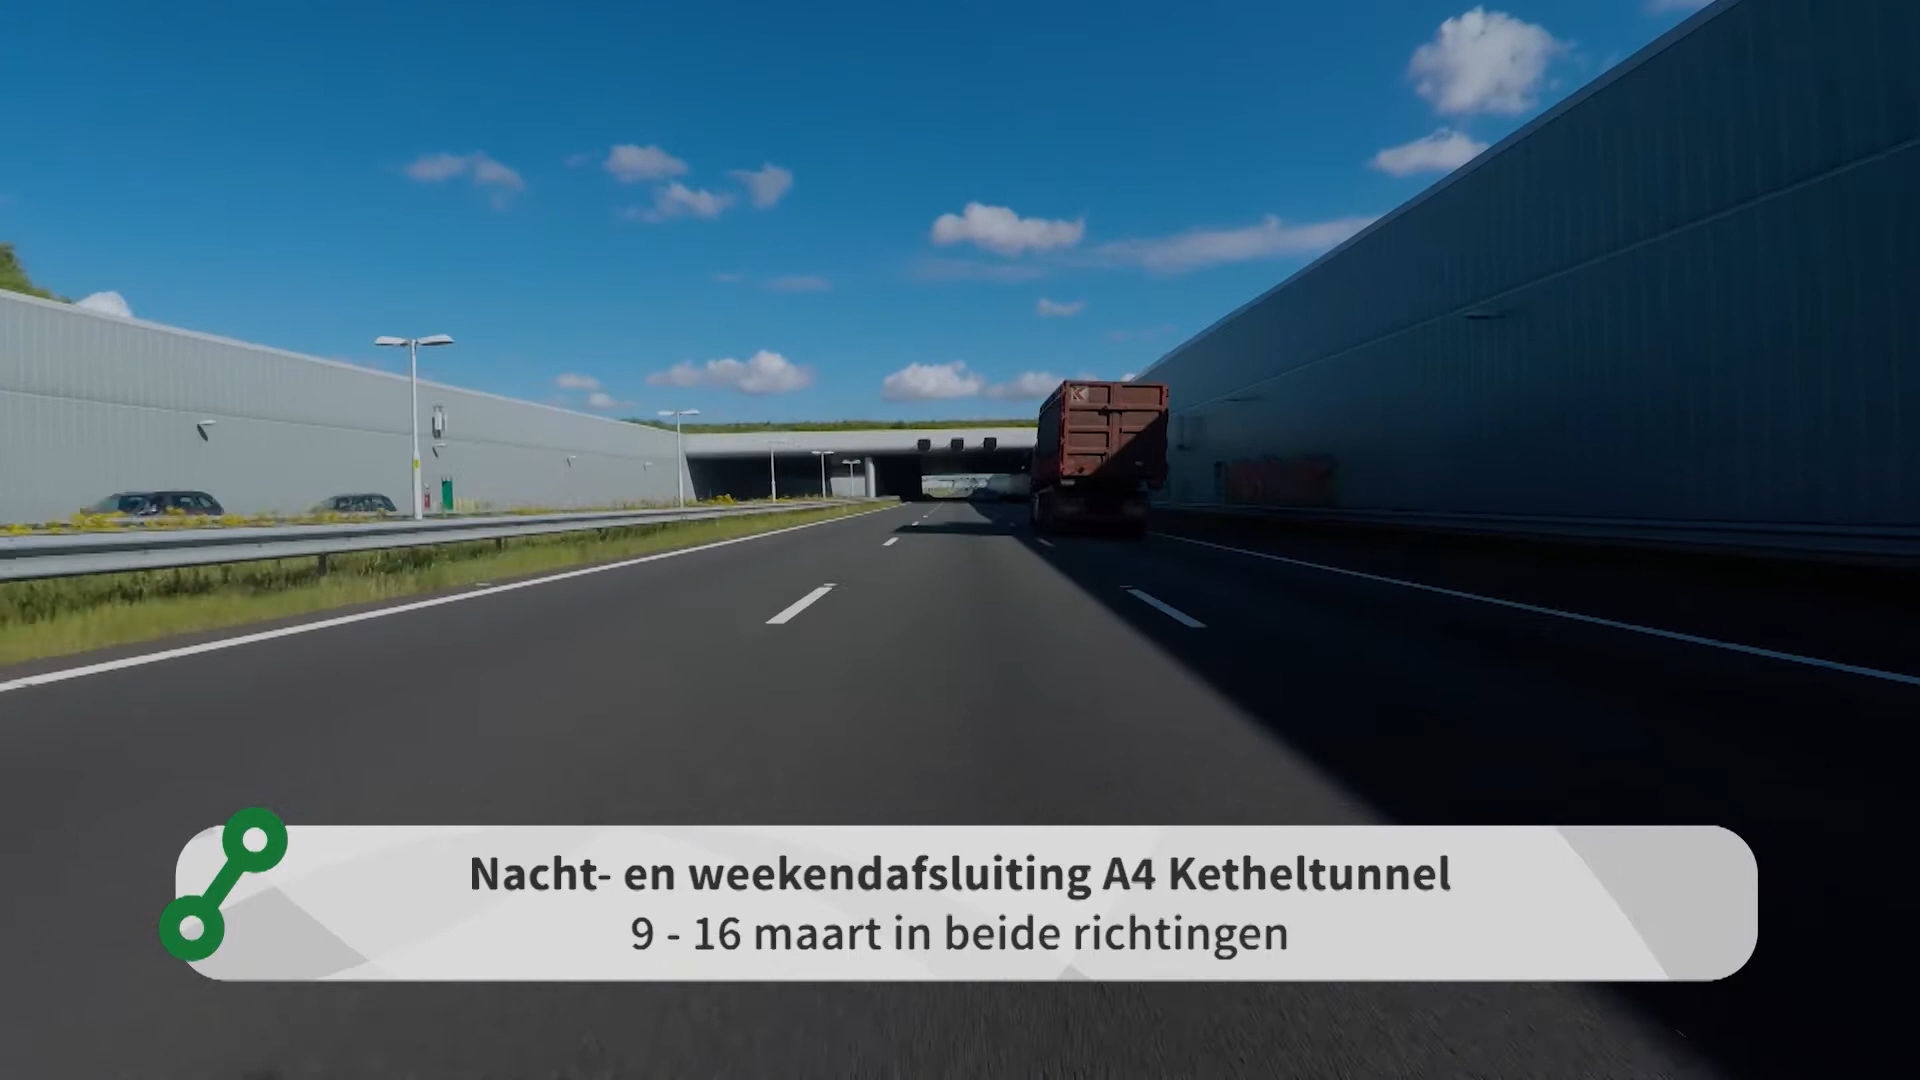 Nacht- en weekendafsluiting A4 Ketheltunnel
9 - 16 maart in beide richtingen